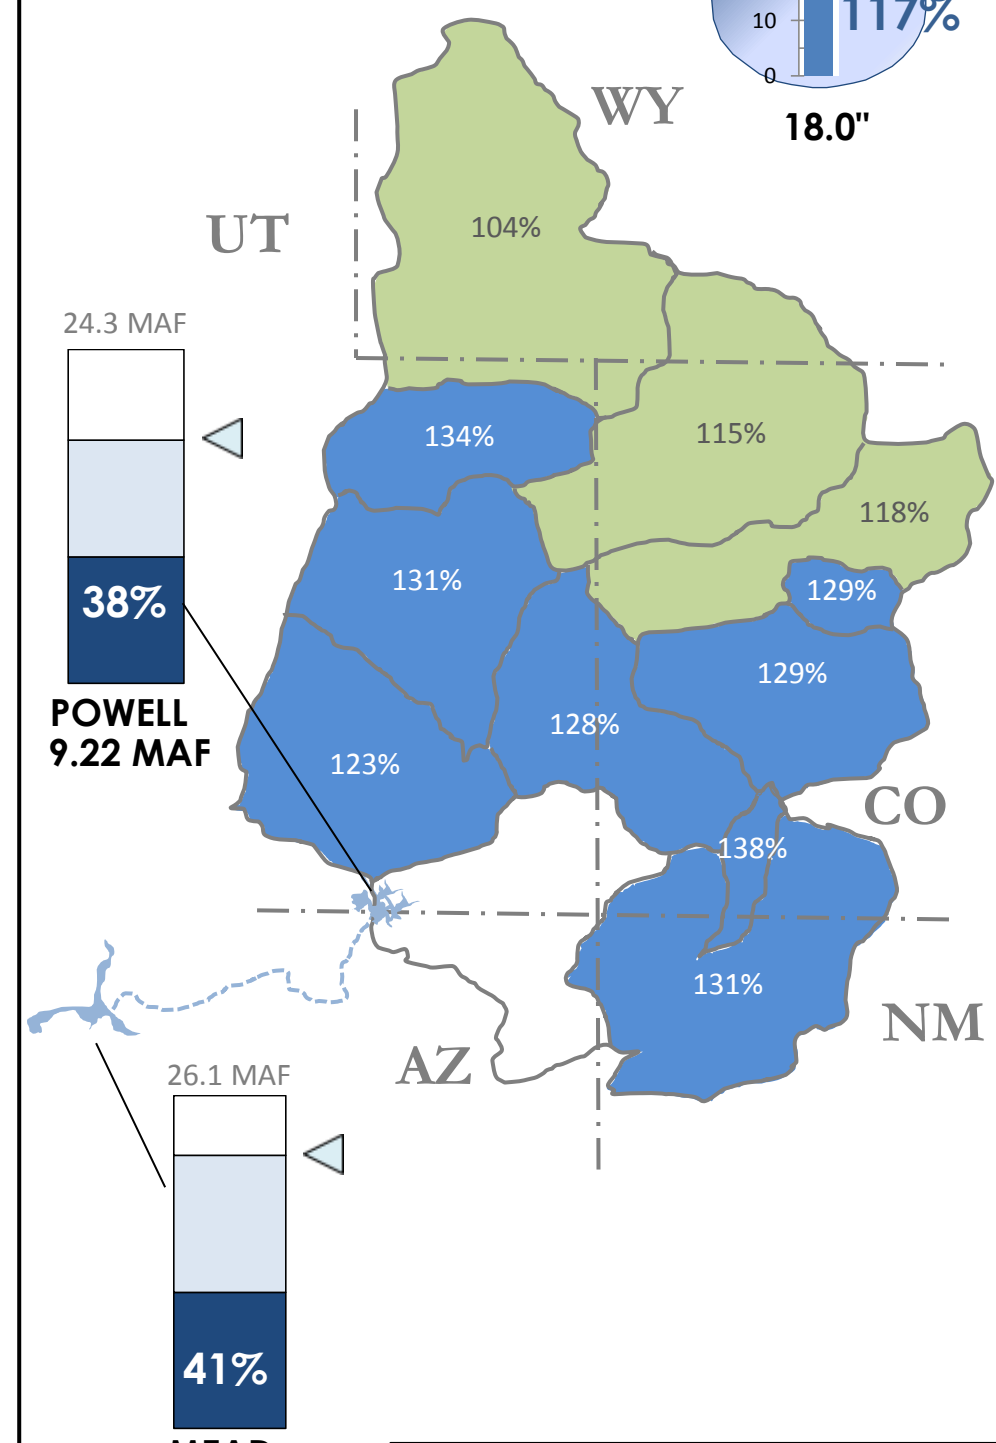 10
117%
0
18.0"
WY
UT
104%
24.3 MAF
134%
115%
118%
131%
129%
38%
129%
POWELL
9.22 MAF
128%
123%
CO
138%
131%
NM
AZ
26.1 MAF
41%
MEAD